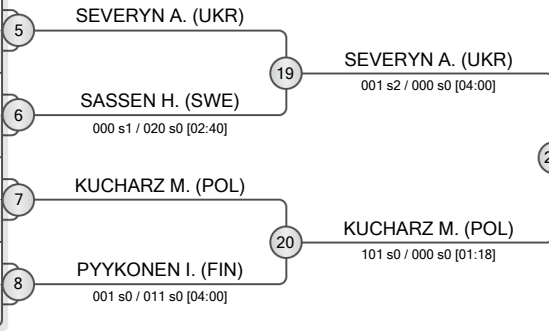 5
SEVERYN A. (UKR)
19
SEVERYN A. (UKR)
001 s2 / 000 s0 [04:00]
6
SASSEN H. (SWE)
000 s1 / 020 s0 [02:40]
7
KUCHARZ M. (POL)
20
KUCHARZ M. (POL)
101 s0 / 000 s0 [01:18]
8
PYYKONEN I. (FIN)
001 s0 / 011 s0 [04:00]